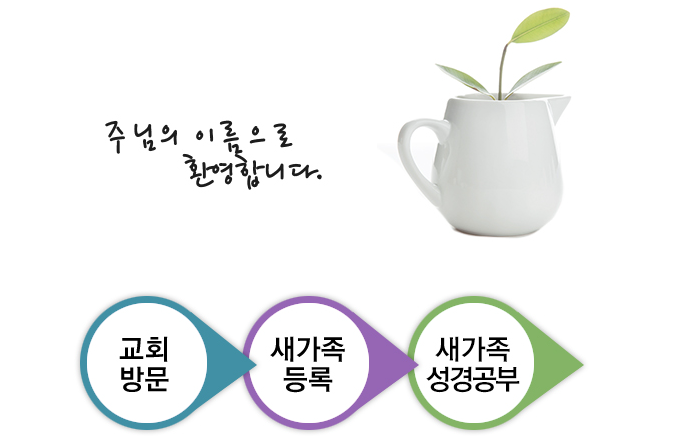 주님의 이름으로
환영합니다.
교회
방문
새가족
등록
새가족
성경공부